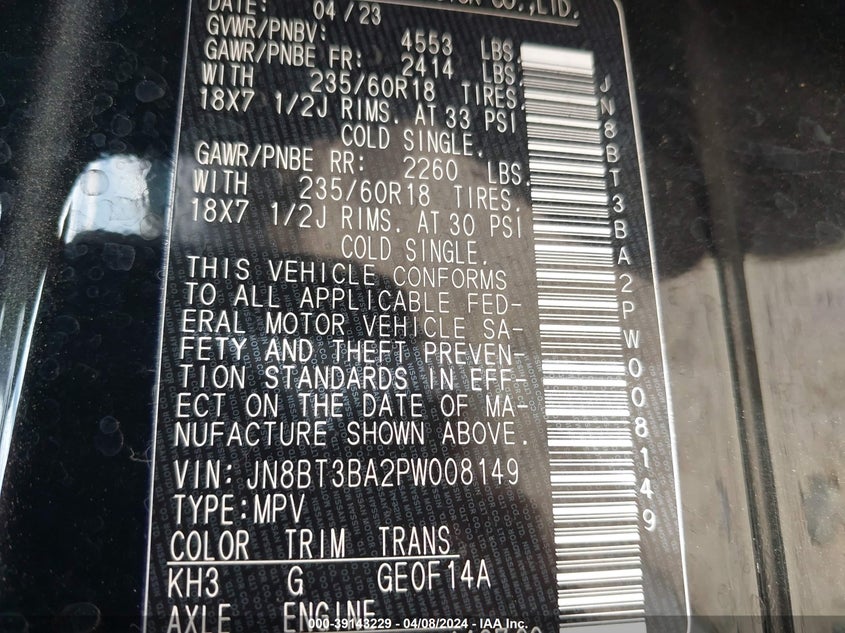 DATE: 04/23
GVWR/PNBV: 4553 LBS.
GAWR/PNBE FR: 2414 LBS.
WITH 235/60R18 TIRES,
18X7 1/2J RIMS. AT 33 PSI
COLD SINGLE.
GAWR/PNBE RR: 2260 LBS.
WITH 235/60R18 TIRES,
18X7 1/2J RIMS. AT 30 PSI
COLD SINGLE.
THIS VEHICLE CONFORMS
TO ALL APPLICABLE FED-
ERAL MOTOR VEHICLE SA-
FETY AND THEFT PREVEN-
TION STANDARDS IN EFF-
ECT ON THE DATE OF MA-
NUFACTURE SHOWN ABOVE.
VIN: JN8BT3BA2PW008149
TYPE:MPV
COLOR TRIM TRANS
KH3 G GE0F14A
AXLE ENGINE
JN8BT3BA2PW008149
000-39143229 - 04/08/2024 - IAA Inc.